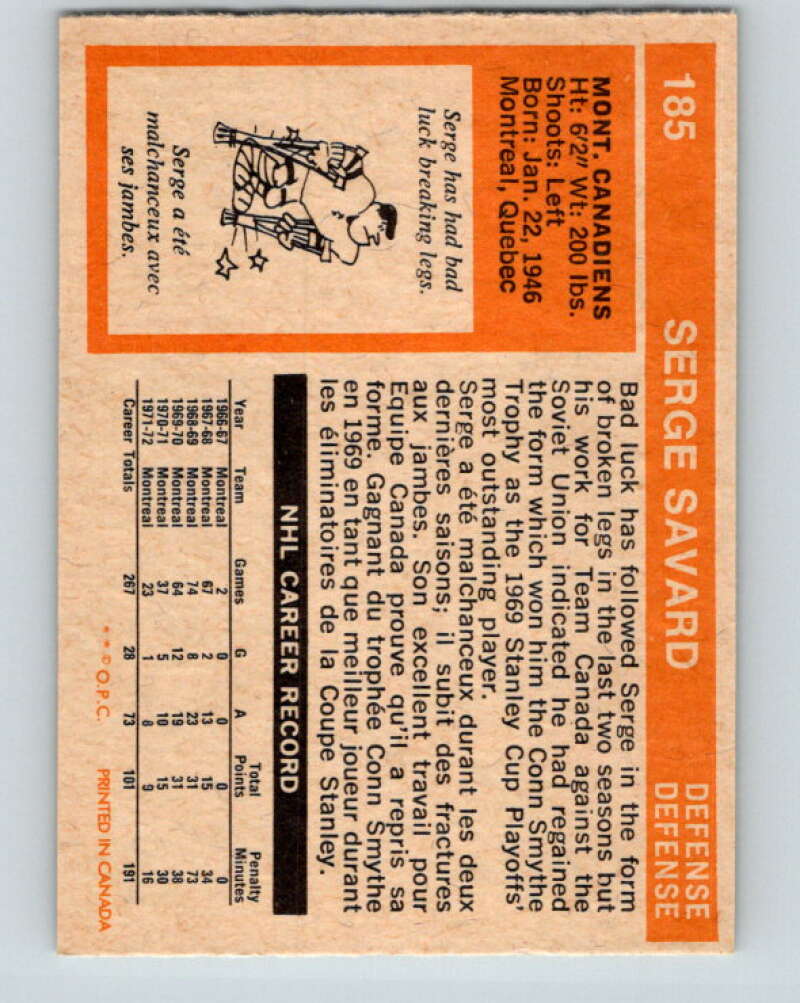 185 SERGE SAVARD DEFENSE
DEFENSE
MONT. CANADIENS
Ht: 6'2" Wt: 200 lbs.
Shoots: Left
Born: Jan. 22, 1946
Montreal, Quebec
Serge has had bad
luck breaking legs.
Serge a été
malchanceux avec
ses jambes.
Bad luck has followed Serge in the form
of broken legs in the last two seasons but
his work for Team Canada against the
Soviet Union indicated he had regained
the form which won him the Conn Smythe
Trophy as the 1969 Stanley Cup Playoffs'
most outstanding player.
Serge a été malchanceux durant les deux
dernières saisons; il subit des fractures
aux jambes. Son excellent travail pour
Equipe Canada prouve qu'il a repris sa
forme. Gagnant du trophée Conn Smythe
en 1969 en tant que meilleur joueur durant
les éliminatoires de la Coupe Stanley.
NHL CAREER RECORD
Year Team Games G A Total Points Penalty Minutes
1966-67 Montreal 2 0 0 0 0
1967-68 Montreal 67 2 13 15 34
1968-69 Montreal 74 8 23 31 73
1969-70 Montreal 64 12 19 31 38
1970-71 Montreal 37 5 10 15 30
1971-72 Montreal 23 1 8 9 16
Career Totals 267 28 73 101 191
* * © O.P.C. PRINTED IN CANADA